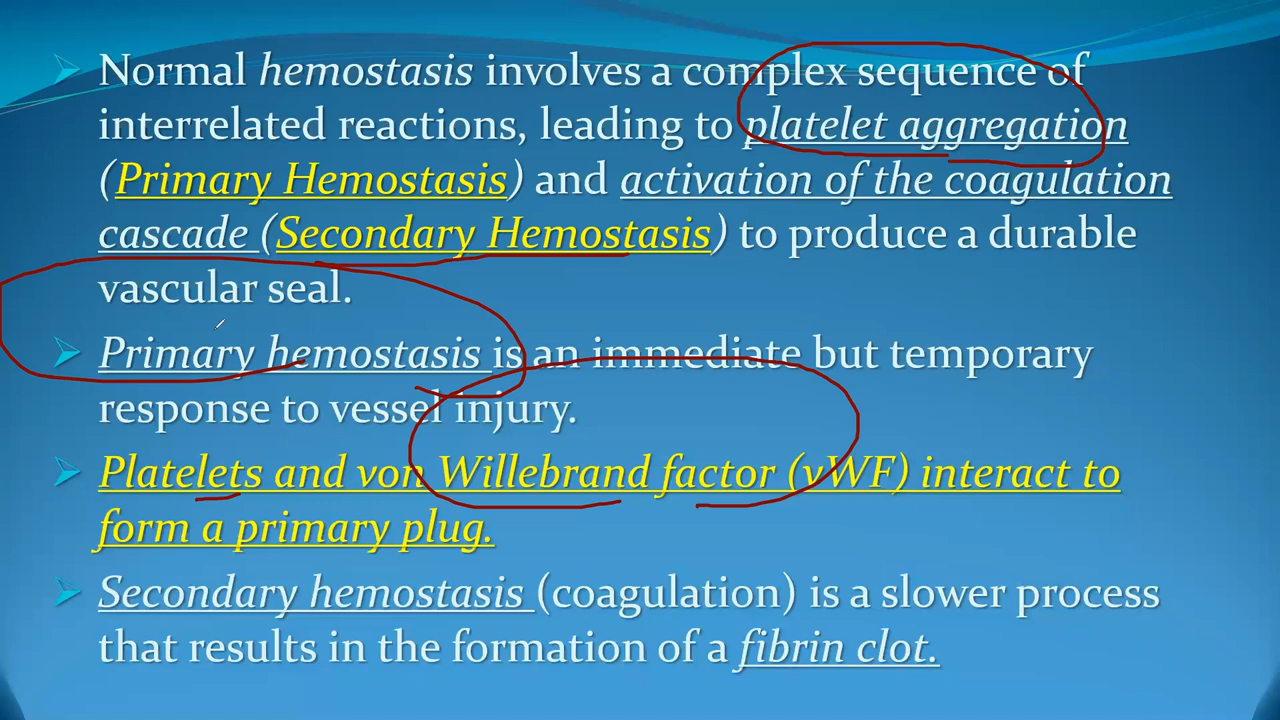 Normal hemostasis involves a complex sequence of
interrelated reactions, leading to platelet aggregation
(Primary Hemostasis) and activation of the coagulation
cascade (Secondary Hemostasis) to produce a durable
vascular seal.
Primary hemostasis is an immediate but temporary
response to vessel injury.
Platelets and von Willebrand factor (vWF) interact to
form a primary plug.
Secondary hemostasis (coagulation) is a slower process
that results in the formation of a fibrin clot.